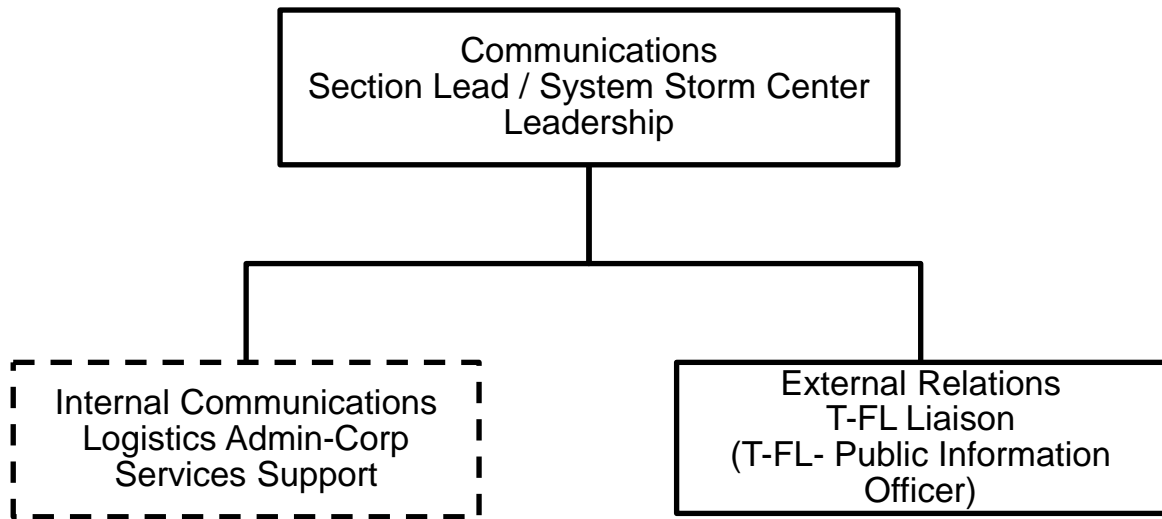 Communications
Section Lead / System Storm Center
Leadership
Internal Communications
Logistics Admin-Corp
Services Support
External Relations
T-FL Liaison
(T-FL- Public Information
Officer)